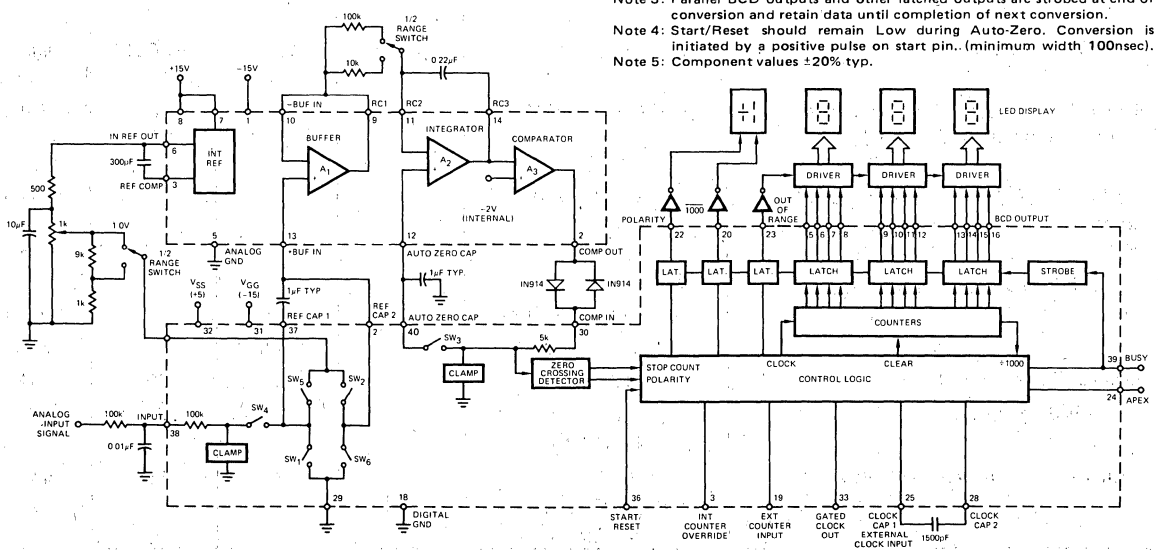 Note 3: Parallel BCD outputs and other latched outputs are strobed at end of
conversion and retain data until completion of next conversion.
Note 4: Start/Reset should remain Low during Auto-Zero. Conversion is
initiated by a positive pulse on start pin. (minimum width 100nsec).
Note 5: Component values ±20% typ.
100k
1/2
RANGE
SWITCH
10k
0 22µF
+15V
-15V
8
7
1
-BUF IN
10
RC1
9
RC2
11
RC3
14
LED DISPLAY
IN REF OUT
6
INT
REF
300µF
REF COMP
3
BUFFER
A1
INTEGRATOR
A2
COMPARATOR
A3
-2V
(INTERNAL)
500
10µF
1k
1.0V
9k
1k
1/2
RANGE
SWITCH
5
ANALOG
GND
13
+BUF IN
12
AUTO ZERO CAP
2
COMP OUT
1µF TYP
1µF TYP.
IN914
IN914
VSS
(+5)
VGG
(-15)
32
31
REF CAP 1
37
REF
CAP 2
2
AUTO ZERO CAP
40
COMP IN
30
DRIVER
DRIVER
DRIVER
POLARITY
1000
OUT
OF
RANGE
BCD OUTPUT
22
20
23
5
6
7
8
9
10
11
12
13
14
15
16
LAT.
LAT.
LAT.
LATCH
LATCH
LATCH
STROBE
COUNTERS
SW3
5k
CLAMP
ZERO
CROSSING
DETECTOR
STOP COUNT
POLARITY
CLOCK
CLEAR
÷1000
CONTROL LOGIC
39
BUSY
24
APEX
SW5
SW2
ANALOG
INPUT
SIGNAL
100k
INPUT
38
100k
SW4
0 01µF
CLAMP
SW1
SW6
29
18
DIGITAL
GND
36
START/
RESET
3
INT
COUNTER
OVERRIDE
19
EXT
COUNTER
INPUT
33
GATED
CLOCK
OUT
25
CLOCK
CAP 1
EXTERNAL
CLOCK INPUT
28
CLOCK
CAP 2
1500pF